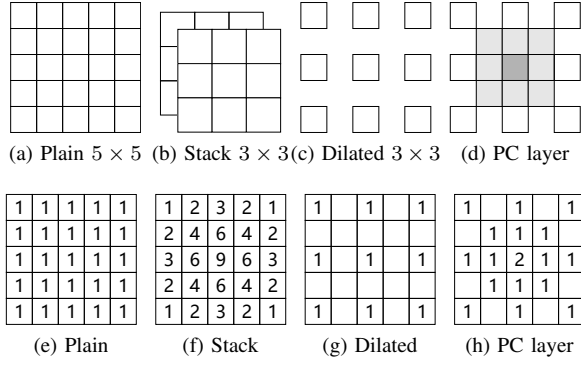 (a) Plain 5 × 5 (b) Stack 3 × 3 (c) Dilated 3 × 3 (d) PC layer
1 1 1 1 1 1 2 3 2 1 1 1 1 1 1 1
1 1 1 1 1 2 4 6 4 2 1 1 1
1 1 1 1 1 3 6 9 6 3 1 1 1 1 1 2 1 1
1 1 1 1 1 2 4 6 4 2 1 1 1
1 1 1 1 1 1 2 3 2 1 1 1 1 1 1 1
(e) Plain (f) Stack (g) Dilated (h) PC layer